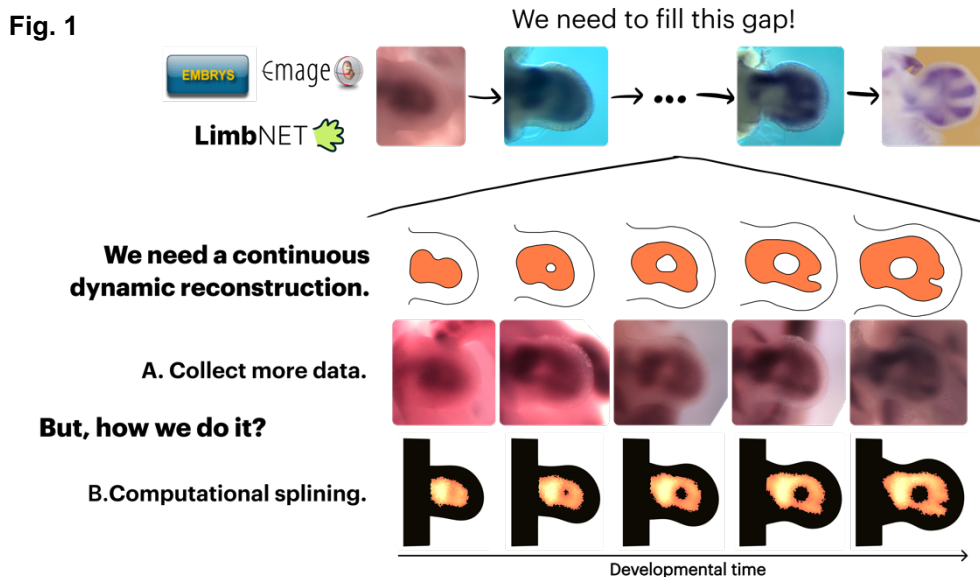 Fig. 1
We need to fill this gap!
EMBRYS
εmage
LimbNET
We need a continuous
dynamic reconstruction.
A. Collect more data.
But, how we do it?
B.Computational splining.
Developmental time